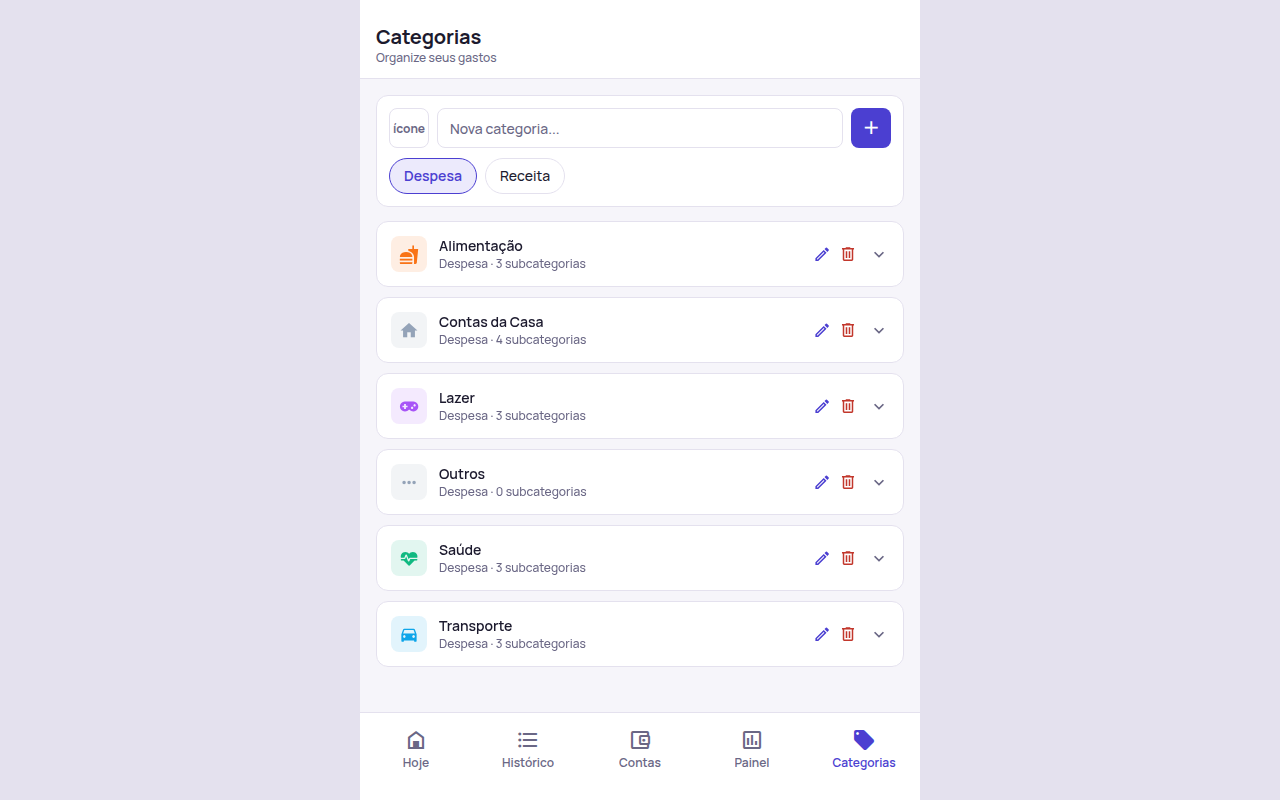 Categorias
Organize seus gastos
ícone
Nova categoria...
+
Despesa
Receita
Alimentação
Despesa · 3 subcategorias
Contas da Casa
Despesa · 4 subcategorias
Lazer
Despesa · 3 subcategorias
Outros
Despesa · 0 subcategorias
Saúde
Despesa · 3 subcategorias
Transporte
Despesa · 3 subcategorias
Hoje
Histórico
Contas
Painel
Categorias